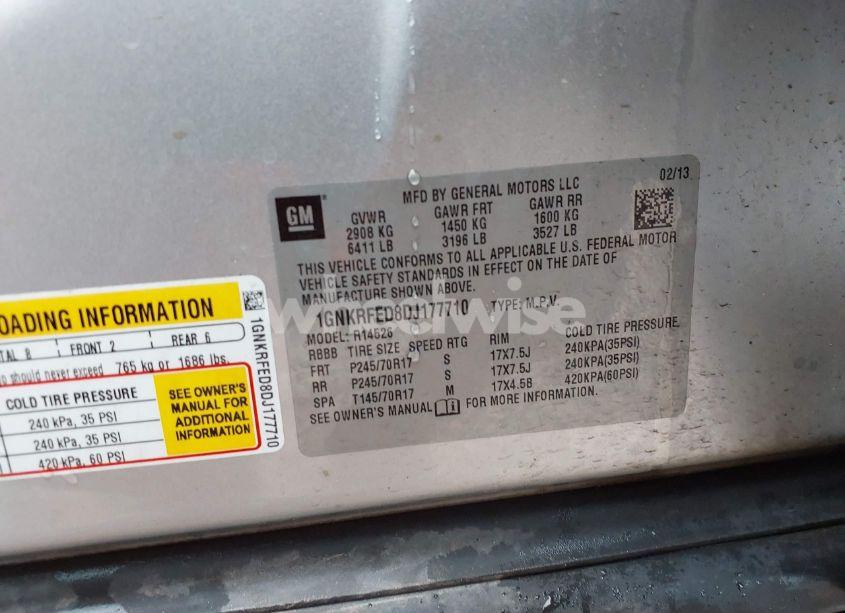 MFD BY GENERAL MOTORS LLC 02/13
GM
GVWR GAWR FRT GAWR RR
2908 KG 1450 KG 1600 KG
6411 LB 3196 LB 3527 LB
THIS VEHICLE CONFORMS TO ALL APPLICABLE U.S. FEDERAL MOTOR
VEHICLE SAFETY STANDARDS IN EFFECT ON THE DATE OF
MANUFACTURE SHOWN ABOVE.
1GNKRFED8DJ177710 TYPE: M.P.V.
MODEL: R14526
RBBB TIRE SIZE SPEED RTG RIM COLD TIRE PRESSURE
FRT P245/70R17 S 17X7.5J 240KPA(35PSI)
RR P245/70R17 S 17X7.5J 240KPA(35PSI)
SPA T145/70R17 M 17X4.5B 420KPA(60PSI)
SEE OWNER'S MANUAL FOR MORE INFORMATION.
OADING INFORMATION
TAL 8 FRONT 2 REAR 6
should never exceed 765 kg or 1686 lbs.
COLD TIRE PRESSURE
240 kPa, 35 PSI
240 kPa, 35 PSI
420 kPa, 60 PSI
SEE OWNER'S
MANUAL FOR
ADDITIONAL
INFORMATION
1GNKRFED8DJ177710